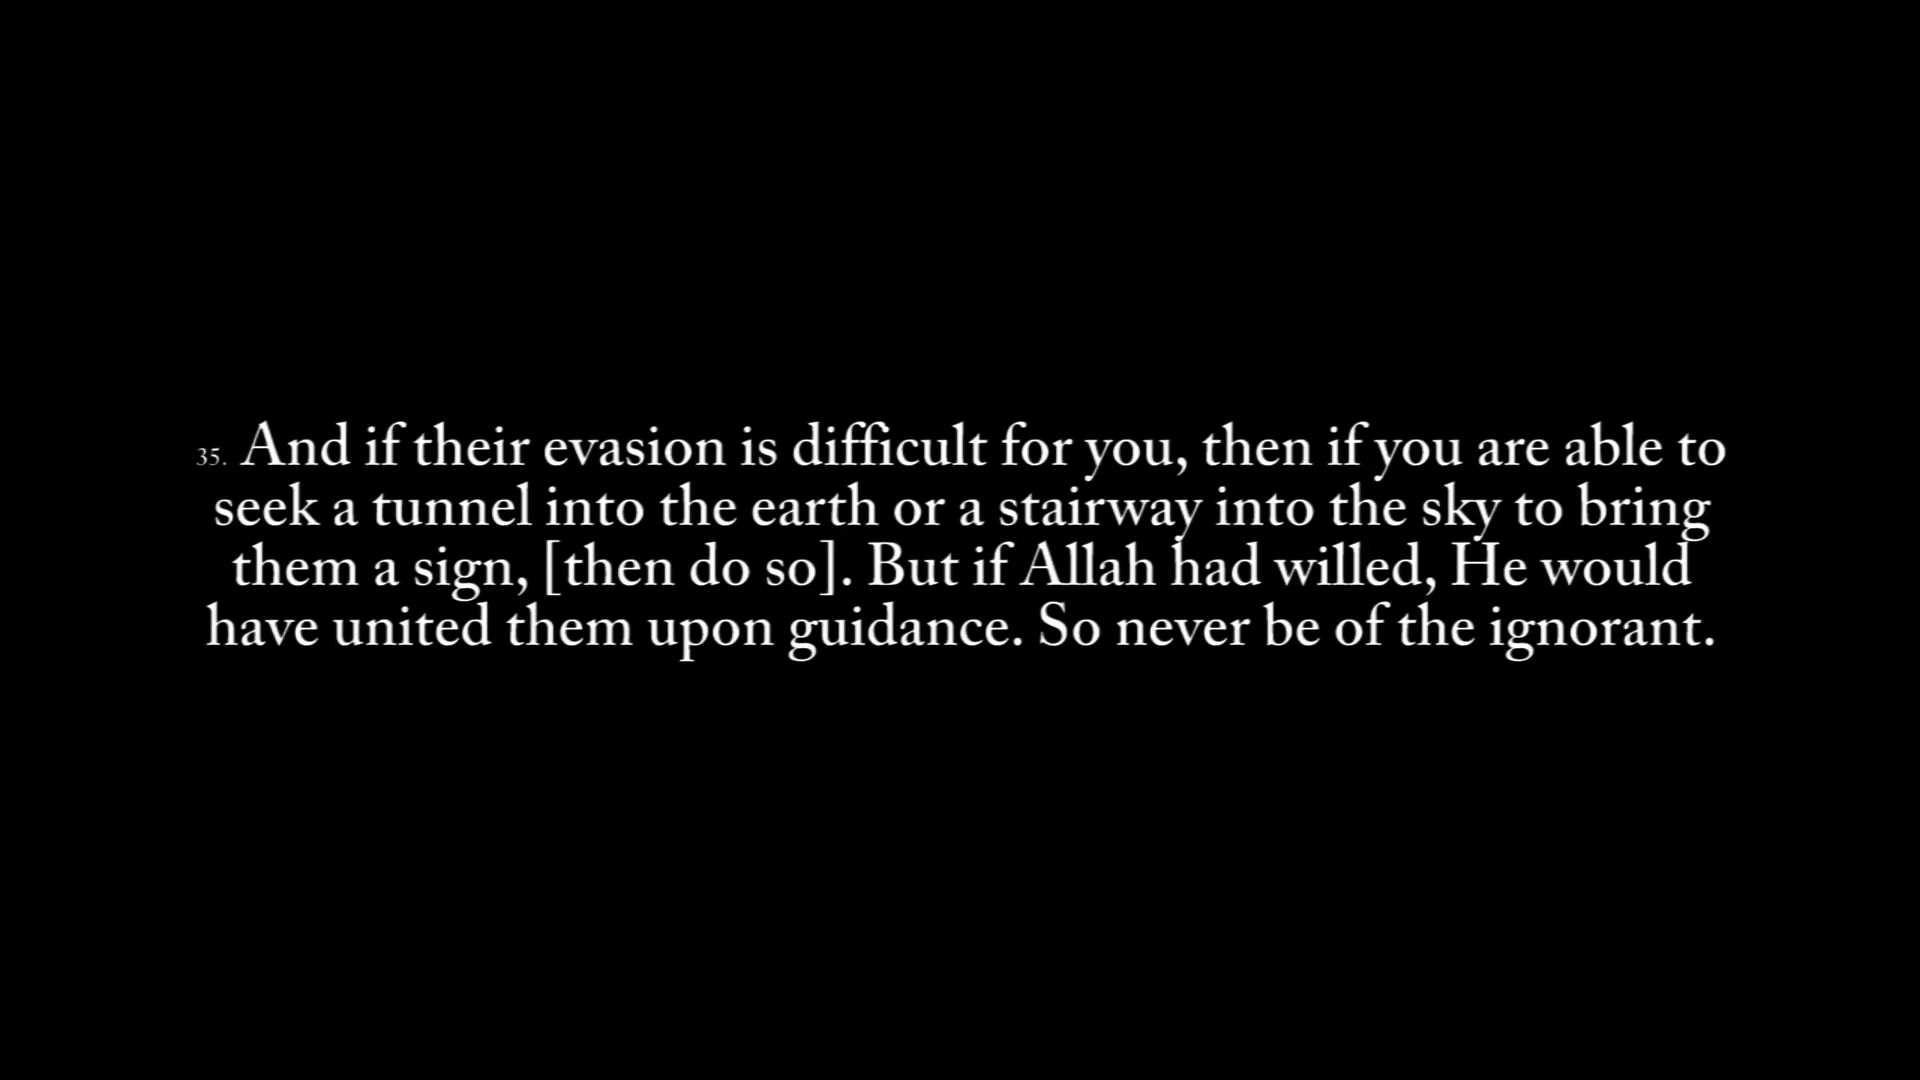 35. And if their evasion is difficult for you, then if you are able to
seek a tunnel into the earth or a stairway into the sky to bring
them a sign, [then do so]. But if Allah had willed, He would
have united them upon guidance. So never be of the ignorant.